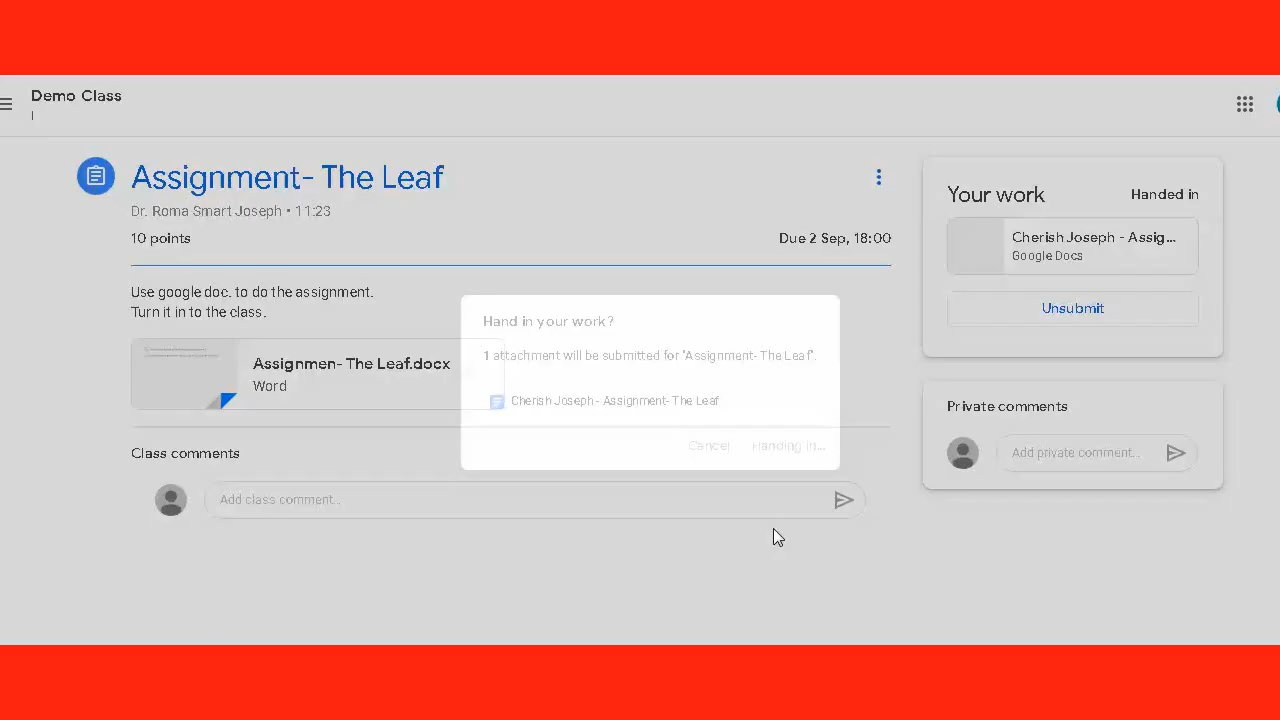 Demo Class
I
Assignment- The Leaf
Dr. Roma Smart Joseph • 11:23
10 points
Due 2 Sep, 18:00
Use google doc. to do the assignment.
Turn it in to the class.
Assignmen- The Leaf.docx
Word
Class comments
Add class comment...
Hand in your work?
1 attachment will be submitted for 'Assignment- The Leaf'.
Cherish Joseph - Assignment- The Leaf
Cancel
Handing in...
Your work
Handed in
Cherish Joseph - Assig...
Google Docs
Unsubmit
Private comments
Add private comment...